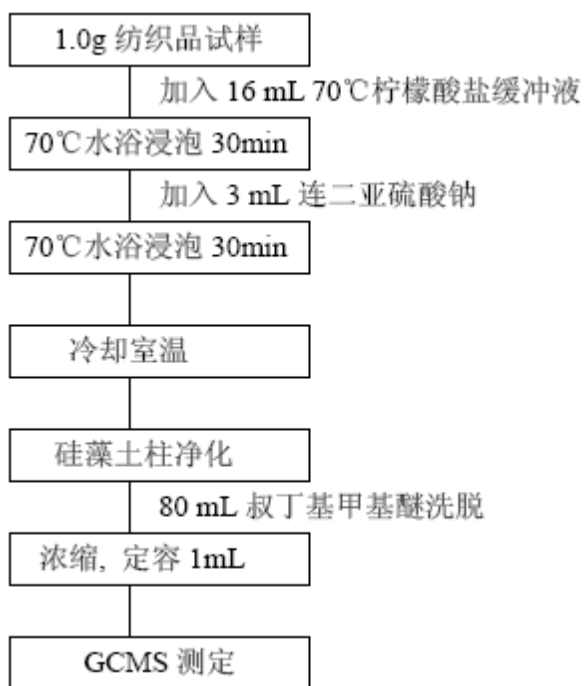 1.0g 纺织品试样
加入 16 mL 70℃柠檬酸盐缓冲液
70℃水浴浸泡 30min
加入 3 mL 连二亚硫酸钠
70℃水浴浸泡 30min
冷却室温
硅藻土柱净化
80 mL 叔丁基甲基醚洗脱
浓缩, 定容 1mL
GCMS 测定